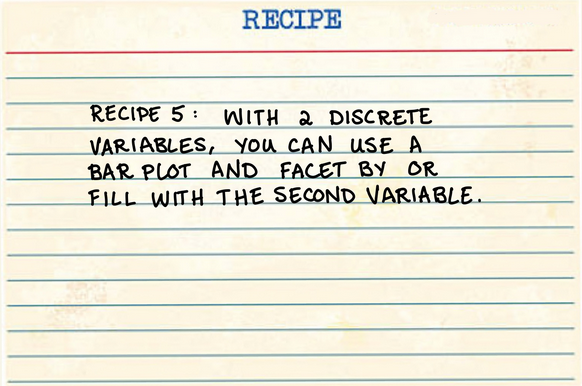 RECIPE
RECIPE 5: WITH 2 DISCRETE
VARIABLES, YOU CAN USE A
BAR PLOT AND FACET BY OR
FILL WITH THE SECOND VARIABLE.